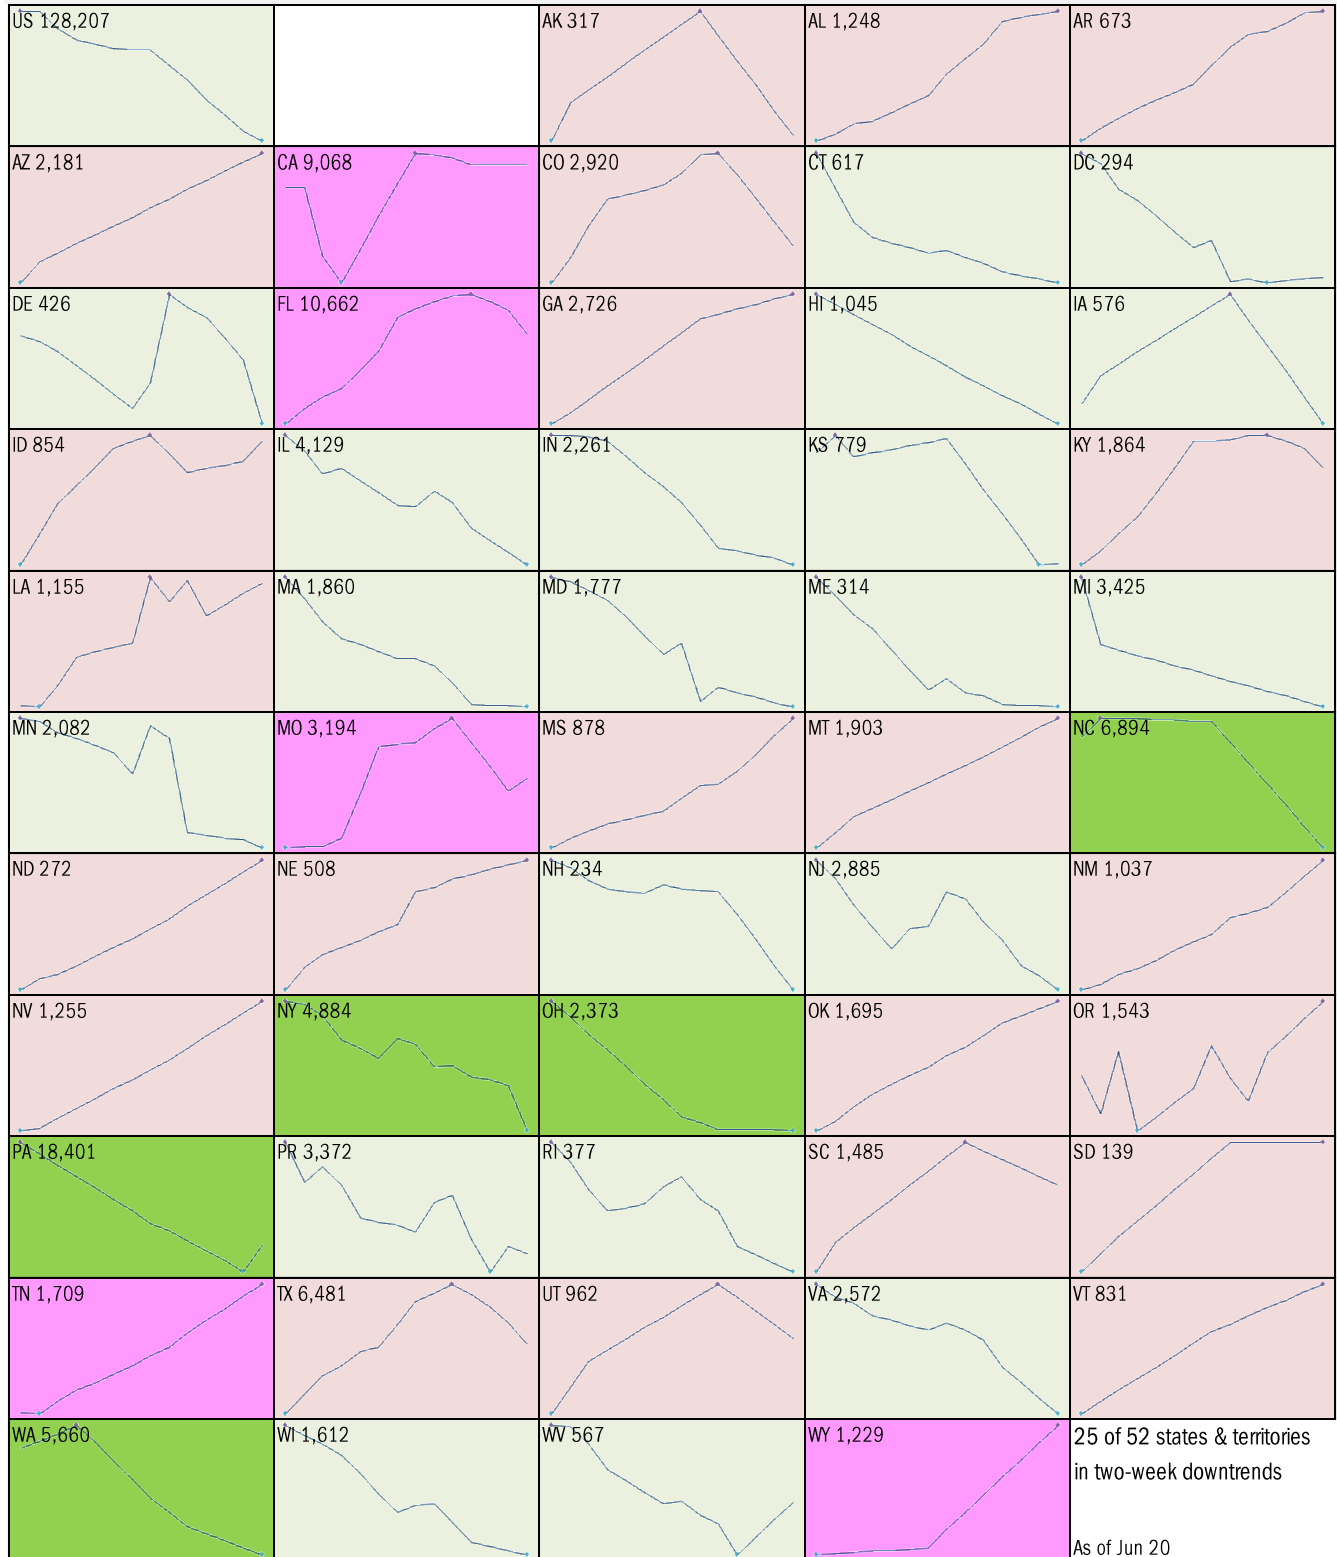 US 128,207
AK 317
AL 1,248
AR 673
AZ 2,181
CA 9,068
CO 2,920
CT 617
DC 294
DE 426
FL 10,662
GA 2,726
HI 1,045
IA 576
ID 854
IL 4,129
IN 2,261
KS 779
KY 1,864
LA 1,155
MA 1,860
MD 1,777
ME 314
MI 3,425
MN 2,082
MO 3,194
MS 878
MT 1,903
NC 6,894
ND 272
NE 508
NH 234
NJ 2,885
NM 1,037
NV 1,255
NY 4,884
OH 2,373
OK 1,695
OR 1,543
PA 18,401
PR 3,372
RI 377
SC 1,485
SD 139
TN 1,709
TX 6,481
UT 962
VA 2,572
VT 831
WA 5,660
WI 1,612
WV 567
WY 1,229
25 of 52 states & territories
in two-week downtrends
As of Jun 20